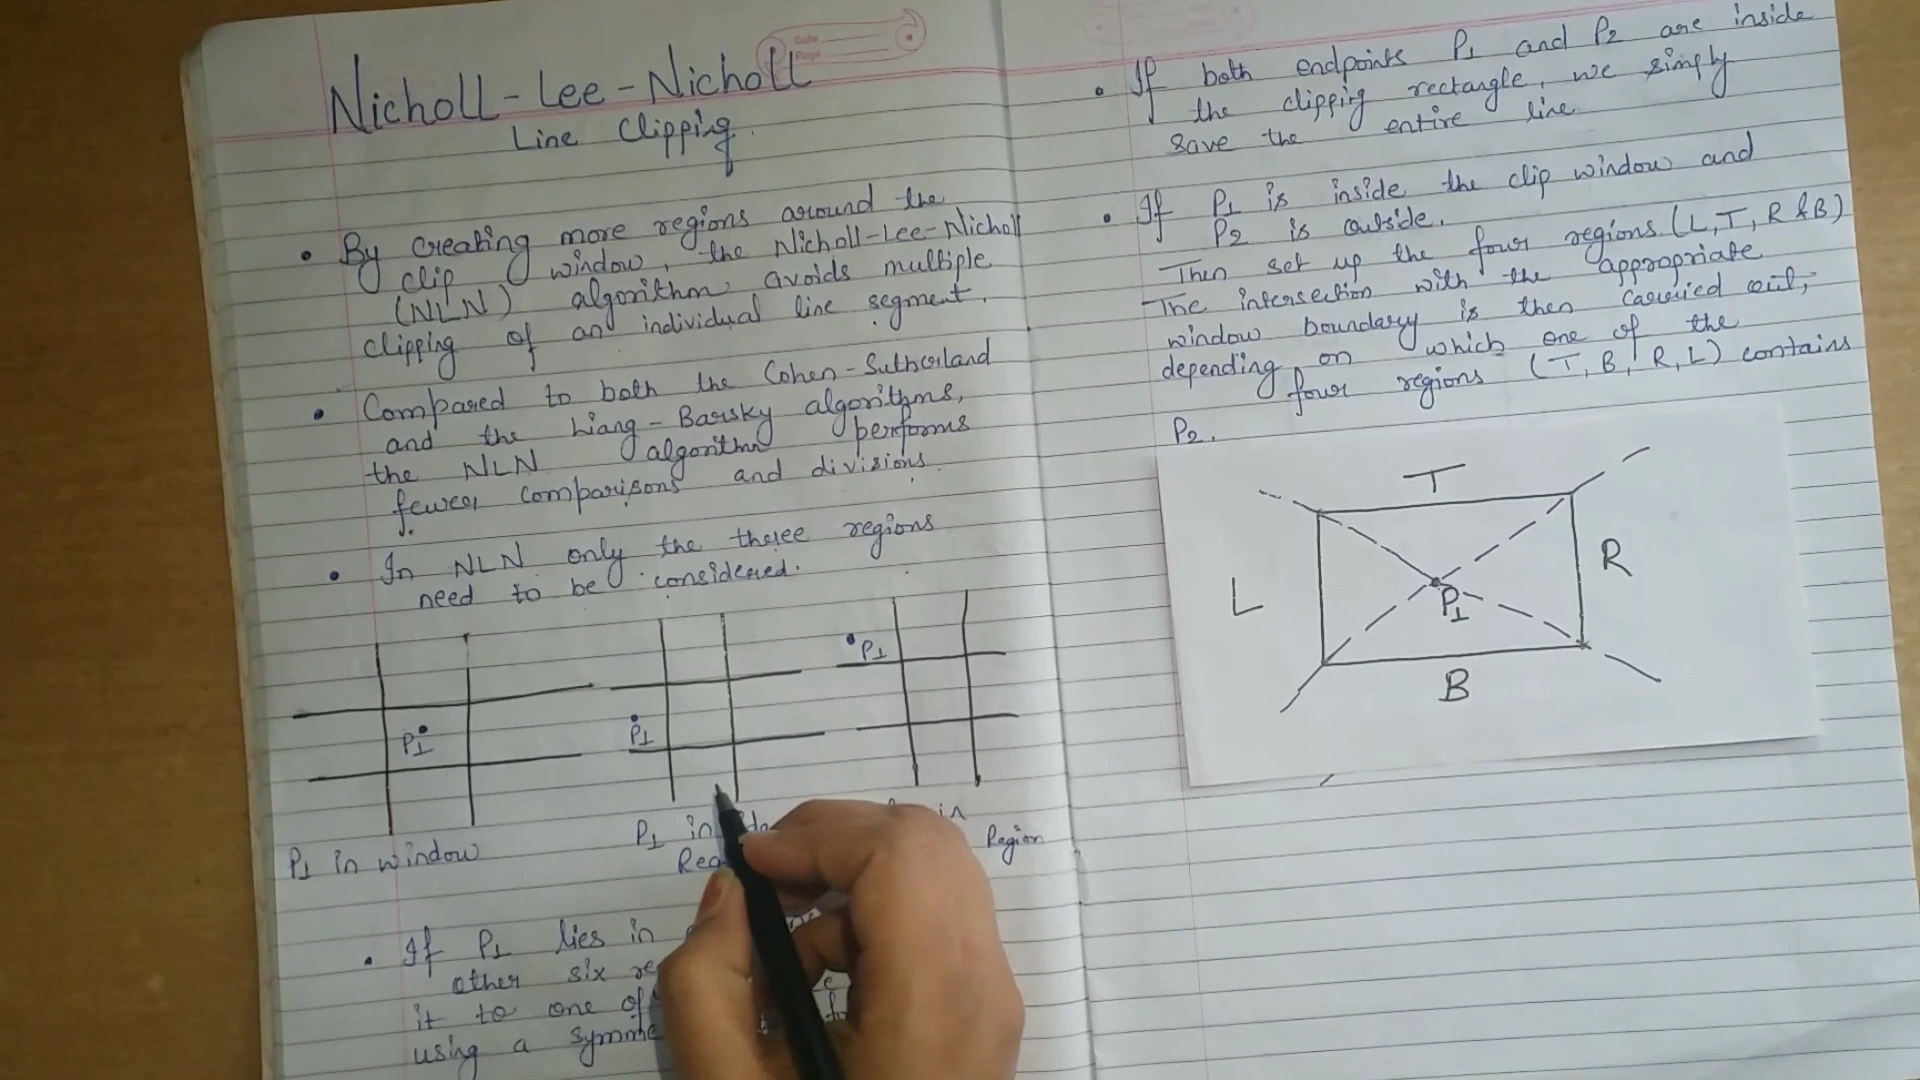 Date
Page
Nicholl-Lee-Nicholl
Line Clipping.
• By creating more regions around the
clip window, the Nicholl-Lee-Nicholl
(NLN) algorithm avoids multiple
clipping of an individual line segment.
• Compared to both the Cohen-Sutherland
and the Liang-Barsky algorithms,
the NLN algorithm performs
fewer comparisons and divisions.
• In NLN only the three regions
need to be considered.
P1
P1
P1
P1 in window
P1 in
Reg
in
Region
• If P1 lies in
other six re
it to one of
using a symme
• If both endpoints P1 and P2 are inside
the clipping rectangle, we simply
save the entire line.
• If P1 is inside the clip window and
P2 is outside.
Then set up the four regions (L, T, R & B)
The intersection with the appropriate
window boundary is then carried out,
depending on which one of the
four regions (T, B, R, L) contains
P2.
T
L
P1
R
B